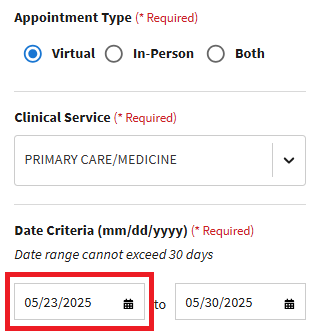 Appointment Type (* Required)
Virtual In-Person Both
Clinical Service (* Required)
PRIMARY CARE/MEDICINE
Date Criteria (mm/dd/yyyy) (* Required)
Date range cannot exceed 30 days
05/23/2025 to 05/30/2025